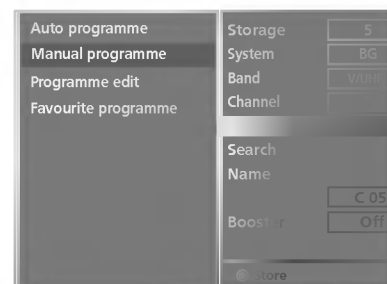 Auto programme
Manual programme
Programme edit
Favourite programme
Storage 5
System BG
Band V/UHF
Channel
Search
Name
C 05
Booster Off
Store